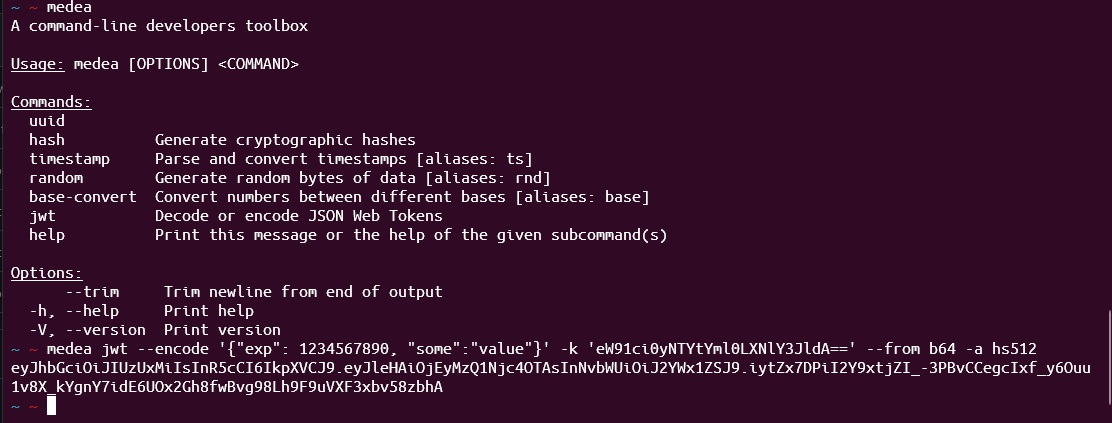 ~ ~ medea
A command-line developers toolbox
Usage: medea [OPTIONS] <COMMAND>
Commands:
uuid
hash Generate cryptographic hashes
timestamp Parse and convert timestamps [aliases: ts]
random Generate random bytes of data [aliases: rnd]
base-convert Convert numbers between different bases [aliases: base]
jwt Decode or encode JSON Web Tokens
help Print this message or the help of the given subcommand(s)
Options:
--trim Trim newline from end of output
-h, --help Print help
-V, --version Print version
~ ~ medea jwt --encode '{"exp": 1234567890, "some":"value"}' -k 'eW91ci0yNTYtYml0LXNlY3JldA==' --from b64 -a hs512
eyJhbGciOiJIUzUxMiIsInR5cCI6IkpXVCJ9.eyJleHAiOjEyMzQ1Njc4OTAsInNvbWUiOiJ2YWx1ZSJ9.iytZx7DPiI2Y9xtjZI_-3PBvCCegcIxf_y6Ouu
1v8X_kYgnY7idE6UOx2Gh8fwBvg98Lh9F9uVXF3xbv58zbhA
~ ~